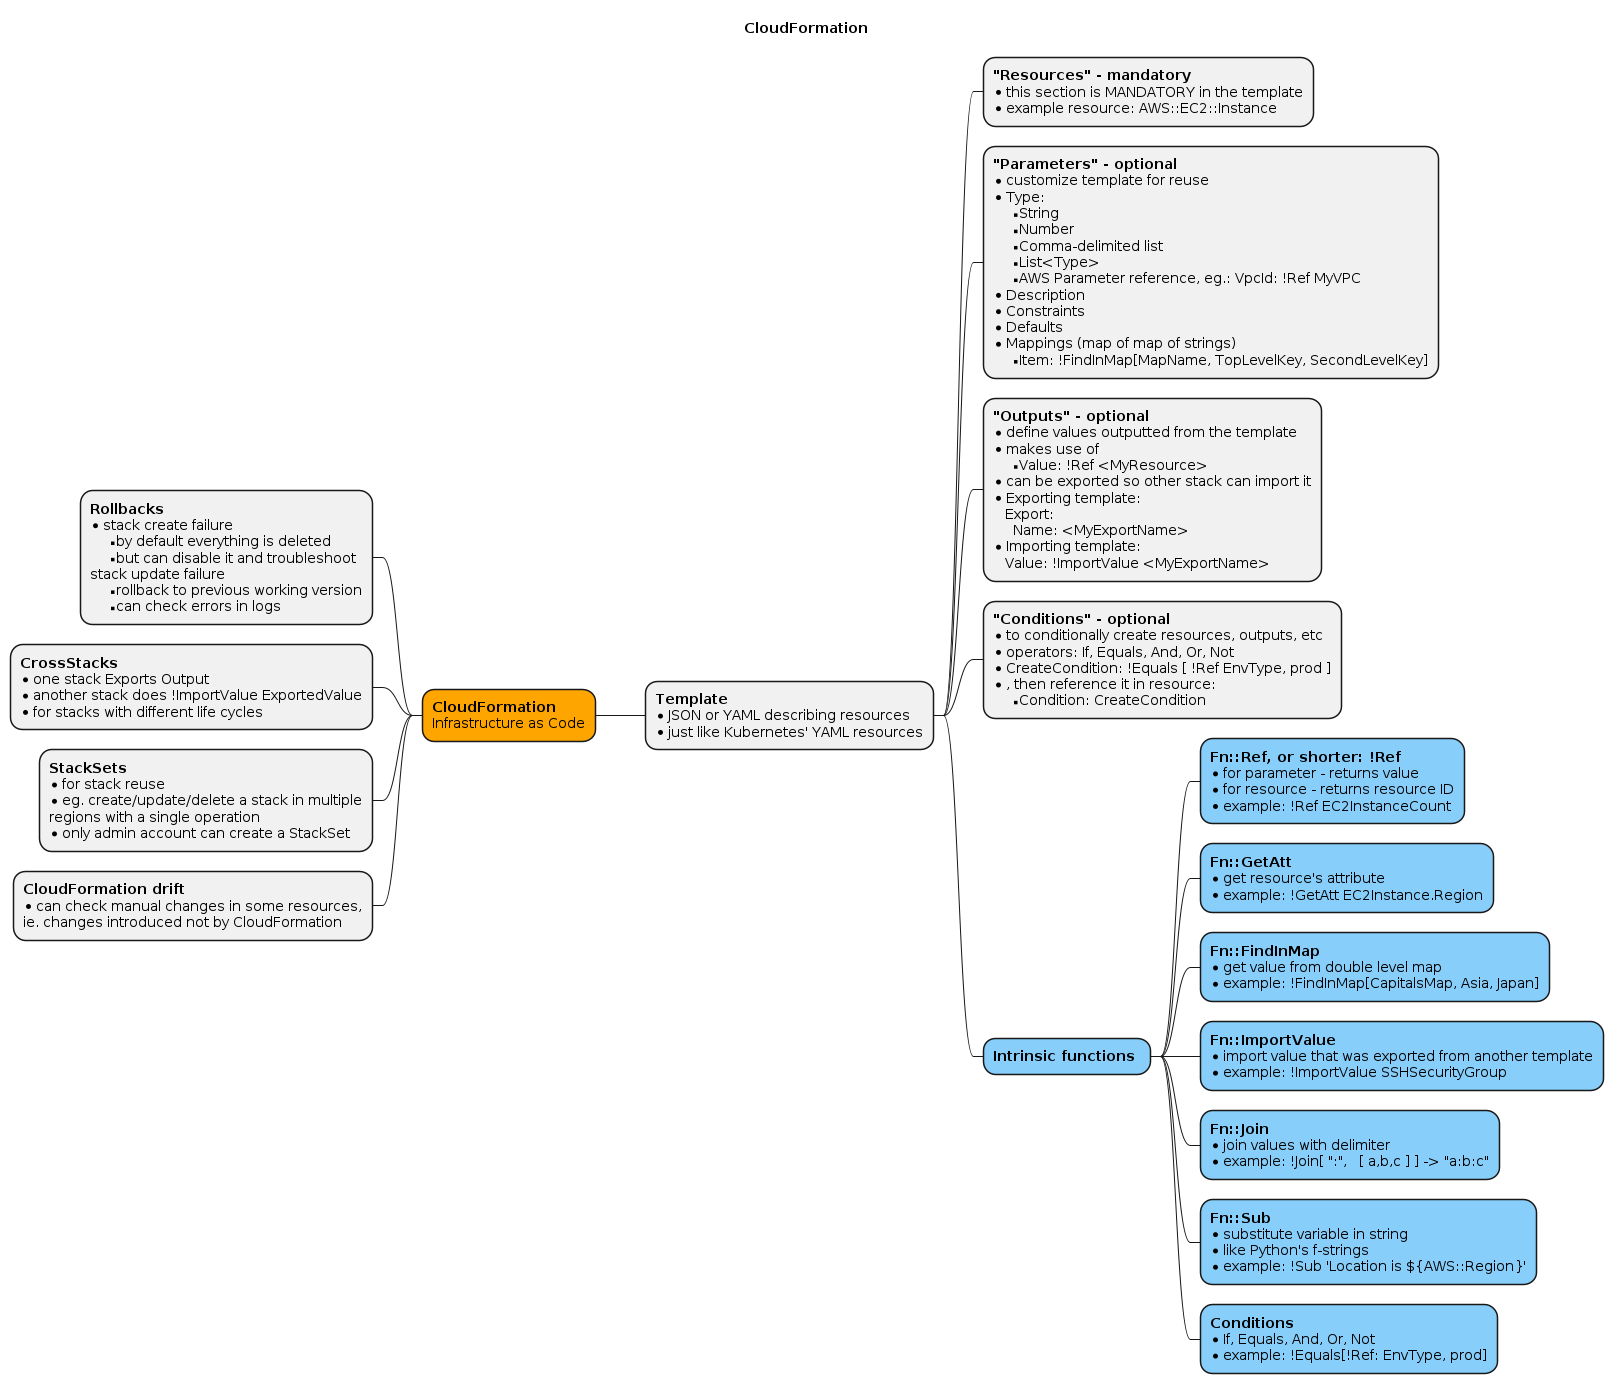 CloudFormation
"Resources" - mandatory
• this section is MANDATORY in the template
• example resource: AWS::EC2::Instance
"Parameters" - optional
• customize template for reuse
• Type:
▪String
▪Number
▪Comma-delimited list
▪List<Type>
▪AWS Parameter reference, eg.: VpcId: !Ref MyVPC
• Description
• Constraints
• Defaults
• Mappings (map of map of strings)
▪Item: !FindInMap[MapName, TopLevelKey, SecondLevelKey]
"Outputs" - optional
• define values outputted from the template
• makes use of
▪Value: !Ref <MyResource>
• can be exported so other stack can import it
• Exporting template:
Export:
Name: <MyExportName>
• Importing template:
Value: !ImportValue <MyExportName>
"Conditions" - optional
• to conditionally create resources, outputs, etc
• operators: If, Equals, And, Or, Not
• CreateCondition: !Equals [ !Ref EnvType, prod ]
• , then reference it in resource:
▪Condition: CreateCondition
Rollbacks
• stack create failure
▪by default everything is deleted
▪but can disable it and troubleshoot
stack update failure
▪rollback to previous working version
▪can check errors in logs
CrossStacks
• one stack Exports Output
• another stack does !ImportValue ExportedValue
• for stacks with different life cycles
StackSets
• for stack reuse
• eg. create/update/delete a stack in multiple
regions with a single operation
• only admin account can create a StackSet
CloudFormation drift
• can check manual changes in some resources,
ie. changes introduced not by CloudFormation
CloudFormation
Infrastructure as Code
Template
• JSON or YAML describing resources
• just like Kubernetes' YAML resources
Intrinsic functions
Fn::Ref, or shorter: !Ref
• for parameter - returns value
• for resource - returns resource ID
• example: !Ref EC2InstanceCount
Fn::GetAtt
• get resource's attribute
• example: !GetAtt EC2Instance.Region
Fn::FindInMap
• get value from double level map
• example: !FindInMap[CapitalsMap, Asia, Japan]
Fn::ImportValue
• import value that was exported from another template
• example: !ImportValue SSHSecurityGroup
Fn::Join
• join values with delimiter
• example: !Join[ ":",  [ a,b,c ] ] -> "a:b:c"
Fn::Sub
• substitute variable in string
• like Python's f-strings
• example: !Sub 'Location is ${AWS::Region}'
Conditions
• If, Equals, And, Or, Not
• example: !Equals[!Ref: EnvType, prod]